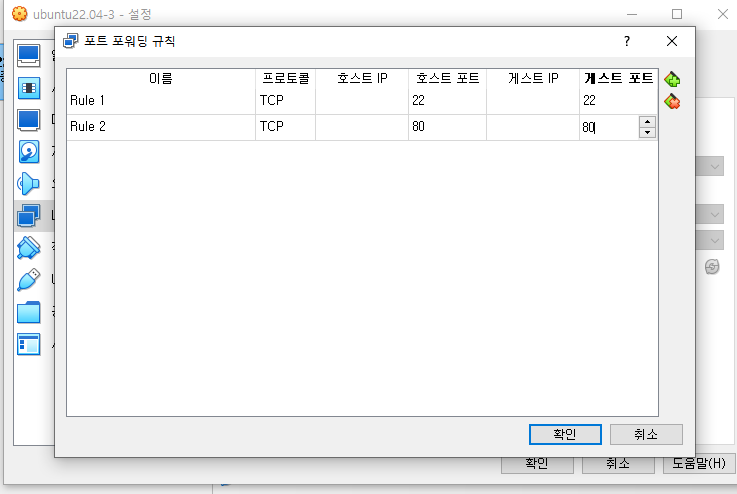 ubuntu22.04-3 - 설정
포트 포워딩 규칙
?
이름 프로토콜 호스트 IP 호스트 포트 게스트 IP 게스트 포트
Rule 1 TCP 22 22
Rule 2 TCP 80 80
확인 취소
확인 취소 도움말(H)